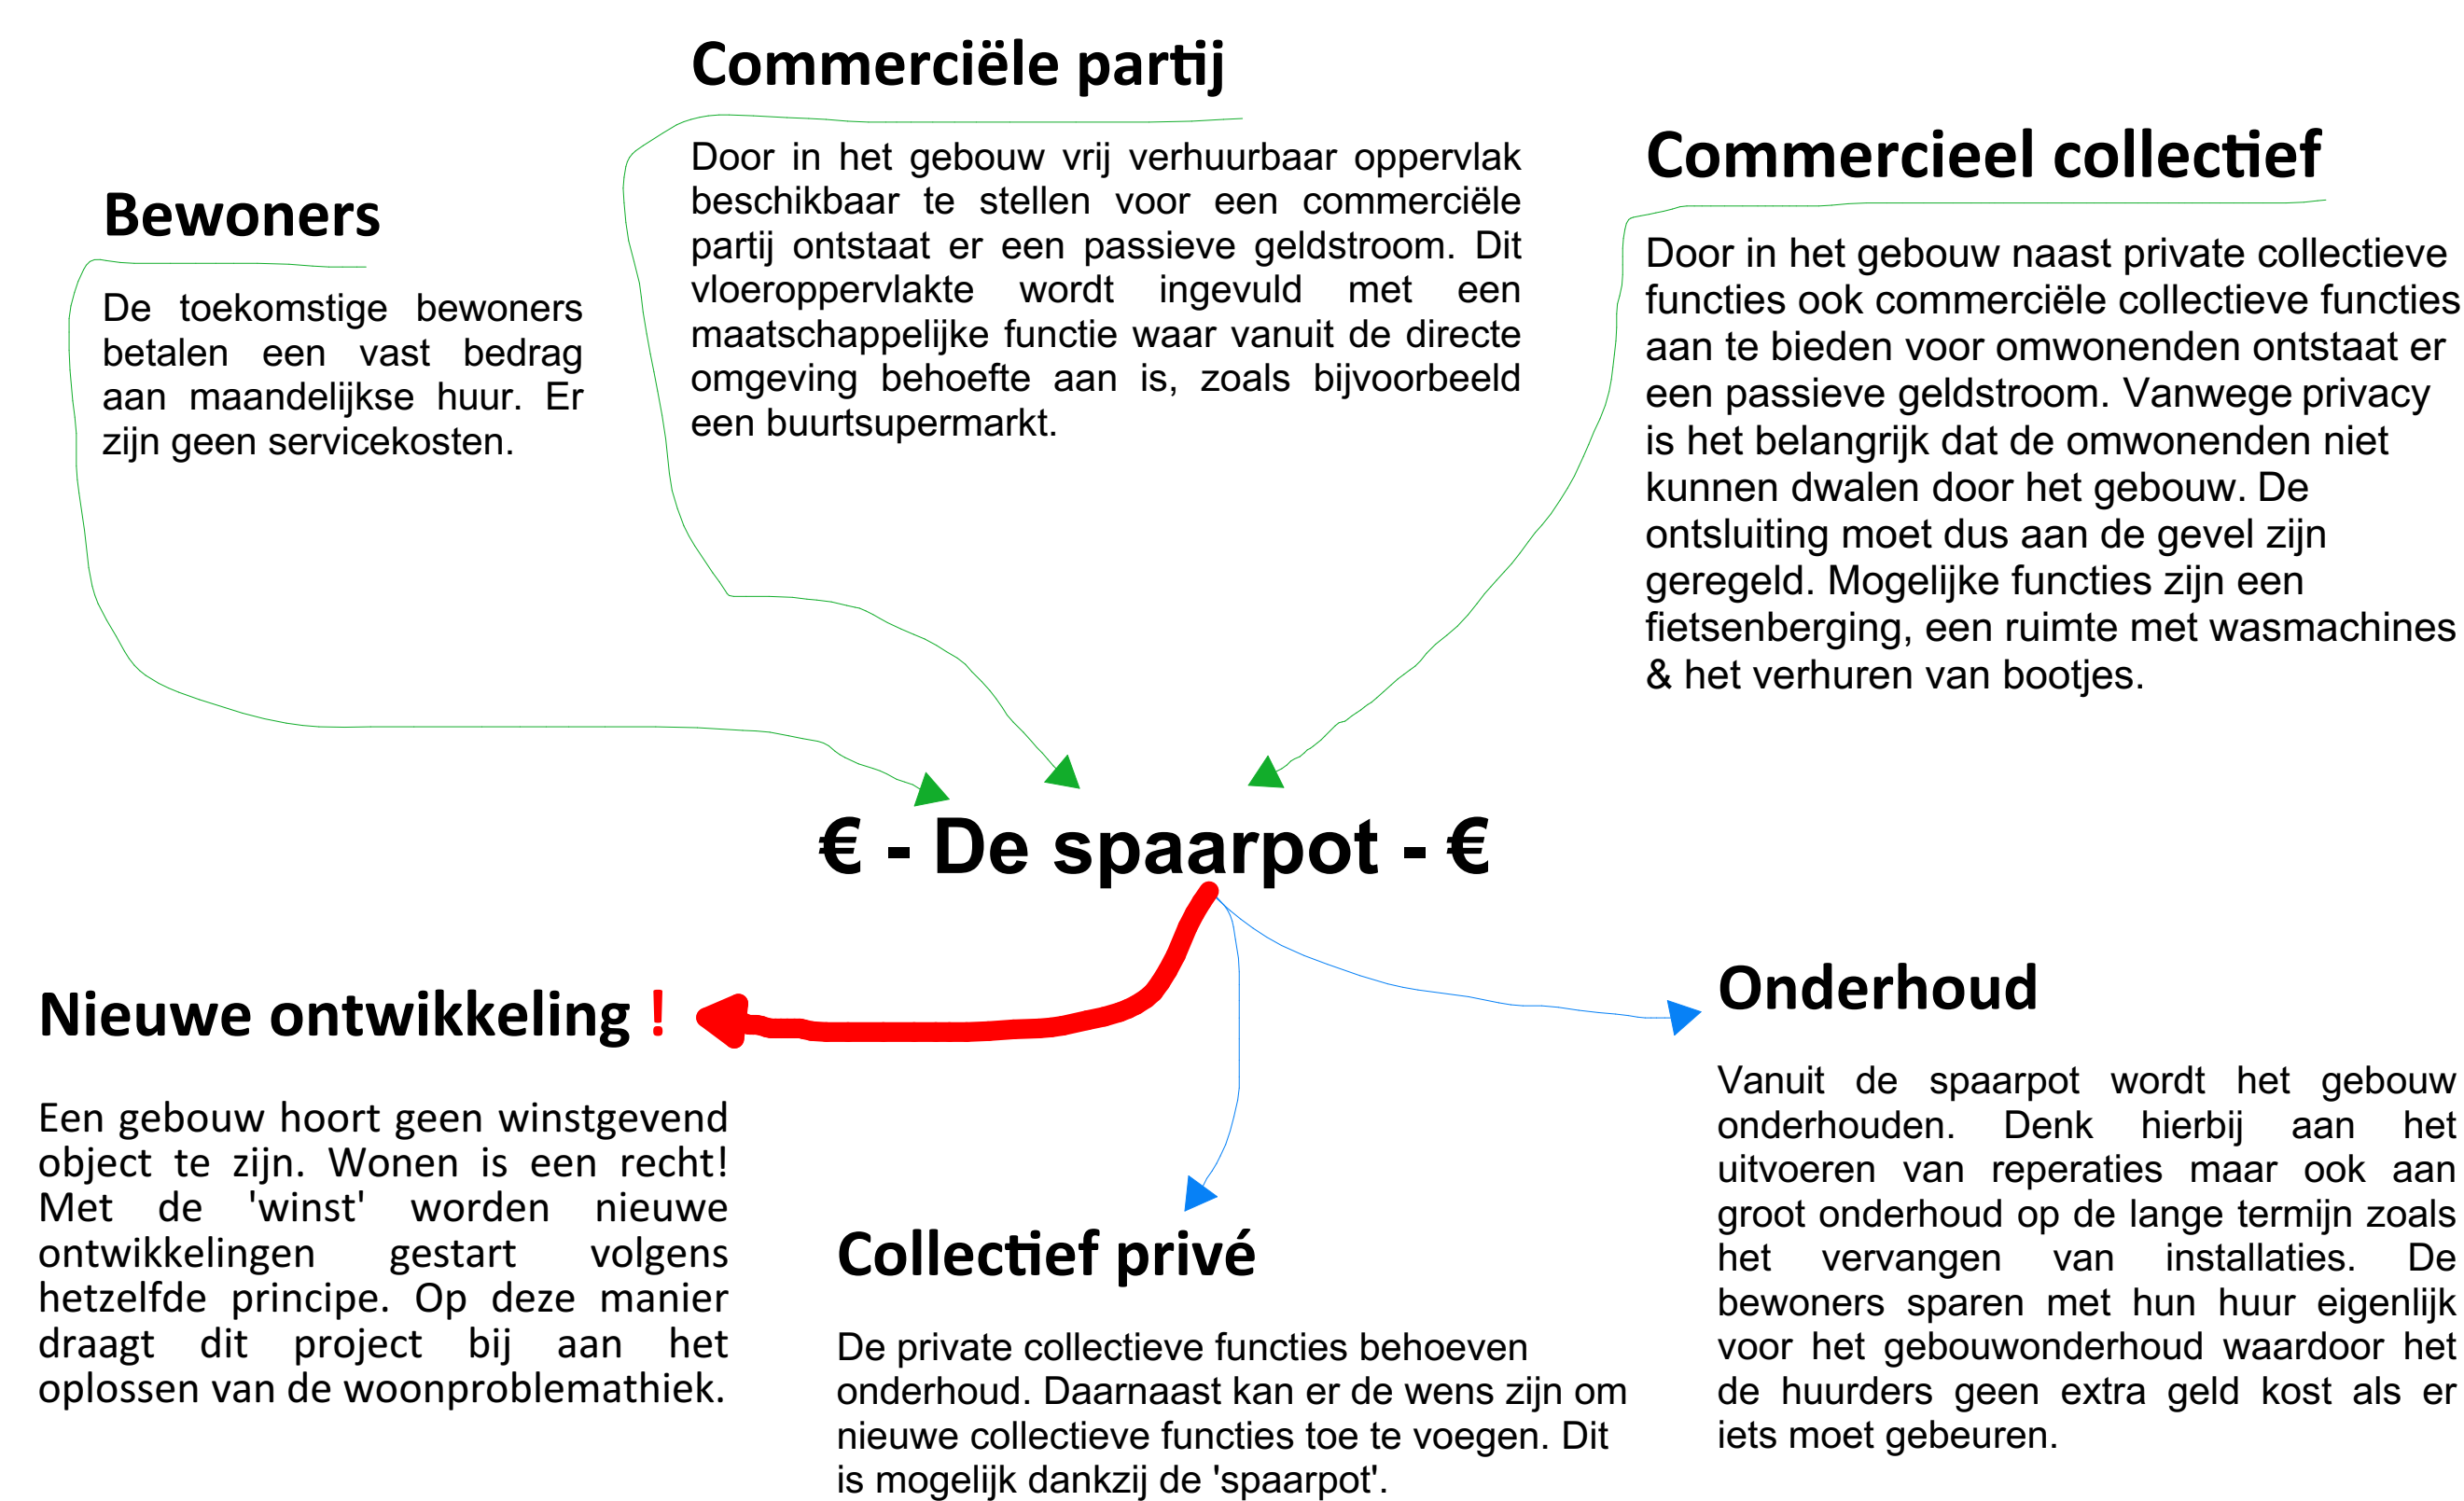 Commerciële partij
Door in het gebouw vrij verhuurbaar oppervlak
beschikbaar te stellen voor een commerciële
partij ontstaat er een passieve geldstroom. Dit
vloeroppervlakte wordt ingevuld met een
maatschappelijke functie waar vanuit de directe
omgeving behoefte aan is, zoals bijvoorbeeld
een buurtsupermarkt.
Commercieel collectief
Door in het gebouw naast private collectieve
functies ook commerciële collectieve functies
aan te bieden voor omwonenden ontstaat er
een passieve geldstroom. Vanwege privacy
is het belangrijk dat de omwonenden niet
kunnen dwalen door het gebouw. De
ontsluiting moet dus aan de gevel zijn
geregeld. Mogelijke functies zijn een
fietsenberging, een ruimte met wasmachines
& het verhuren van bootjes.
Bewoners
De toekomstige bewoners
betalen een vast bedrag
aan maandelijkse huur. Er
zijn geen servicekosten.
€ - De spaarpot - €
Nieuwe ontwikkeling !
Een gebouw hoort geen winstgevend
object te zijn. Wonen is een recht!
Met de 'winst' worden nieuwe
ontwikkelingen gestart volgens
hetzelfde principe. Op deze manier
draagt dit project bij aan het
oplossen van de woonproblemathiek.
Collectief privé
De private collectieve functies behoeven
onderhoud. Daarnaast kan er de wens zijn om
nieuwe collectieve functies toe te voegen. Dit
is mogelijk dankzij de 'spaarpot'.
Onderhoud
Vanuit de spaarpot wordt het gebouw
onderhouden. Denk hierbij aan het
uitvoeren van reperaties maar ook aan
groot onderhoud op de lange termijn zoals
het vervangen van installaties. De
bewoners sparen met hun huur eigenlijk
voor het gebouwonderhoud waardoor het
de huurders geen extra geld kost als er
iets moet gebeuren.